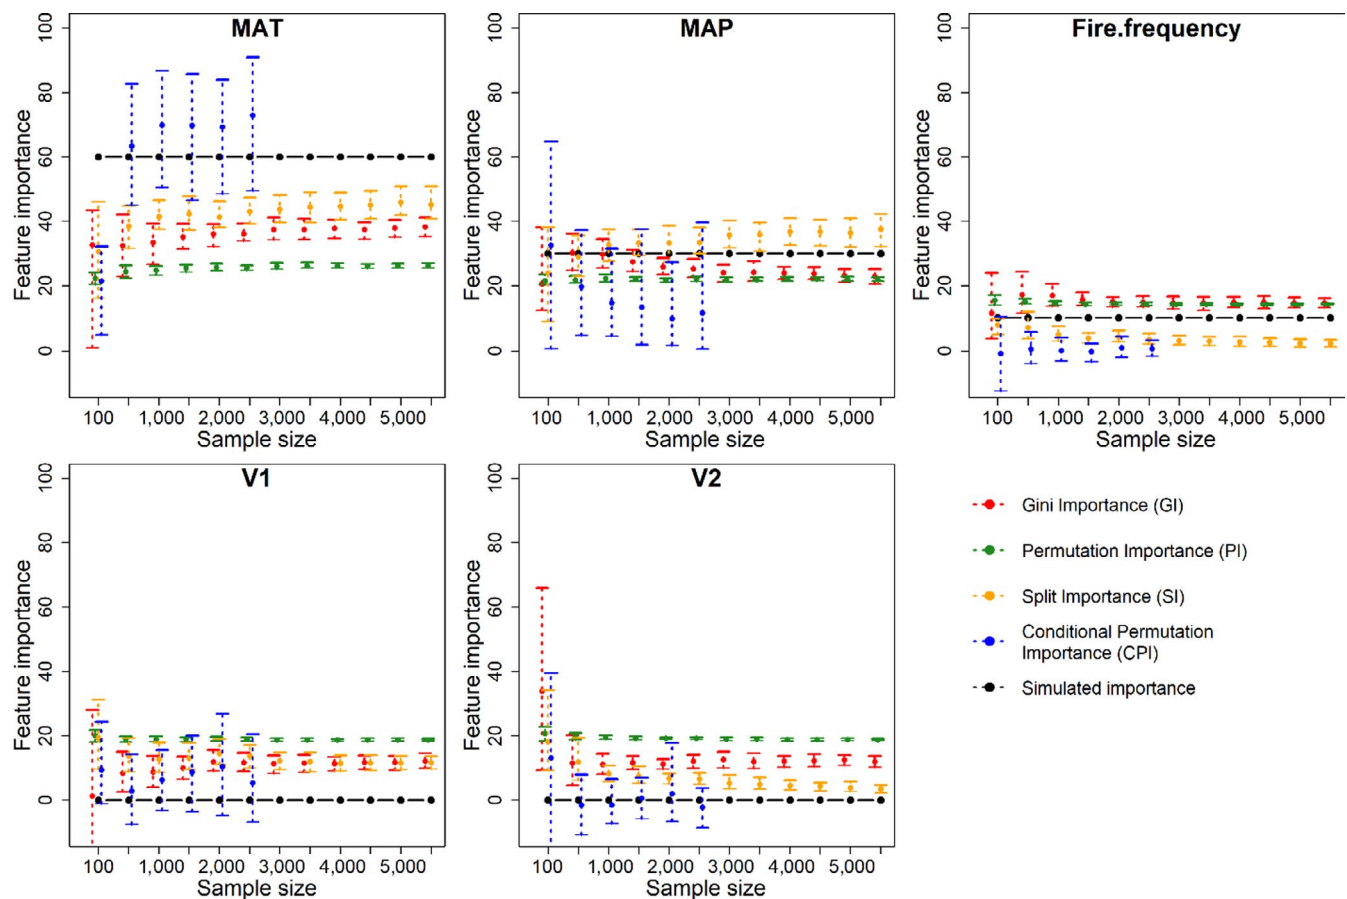 MAT
Feature importance
100
80
60
40
20
0
100
1,000
2,000
3,000
4,000
5,000
Sample size
MAP
Feature importance
100
80
60
40
20
0
100
1,000
2,000
3,000
4,000
5,000
Sample size
Fire.frequency
Feature importance
100
80
60
40
20
0
100
1,000
2,000
3,000
4,000
5,000
Sample size
V1
Feature importance
100
80
60
40
20
0
100
1,000
2,000
3,000
4,000
5,000
Sample size
V2
Feature importance
100
80
60
40
20
0
100
1,000
2,000
3,000
4,000
5,000
Sample size
Gini Importance (GI)
Permutation Importance (PI)
Split Importance (SI)
Conditional Permutation
Importance (CPI)
Simulated importance